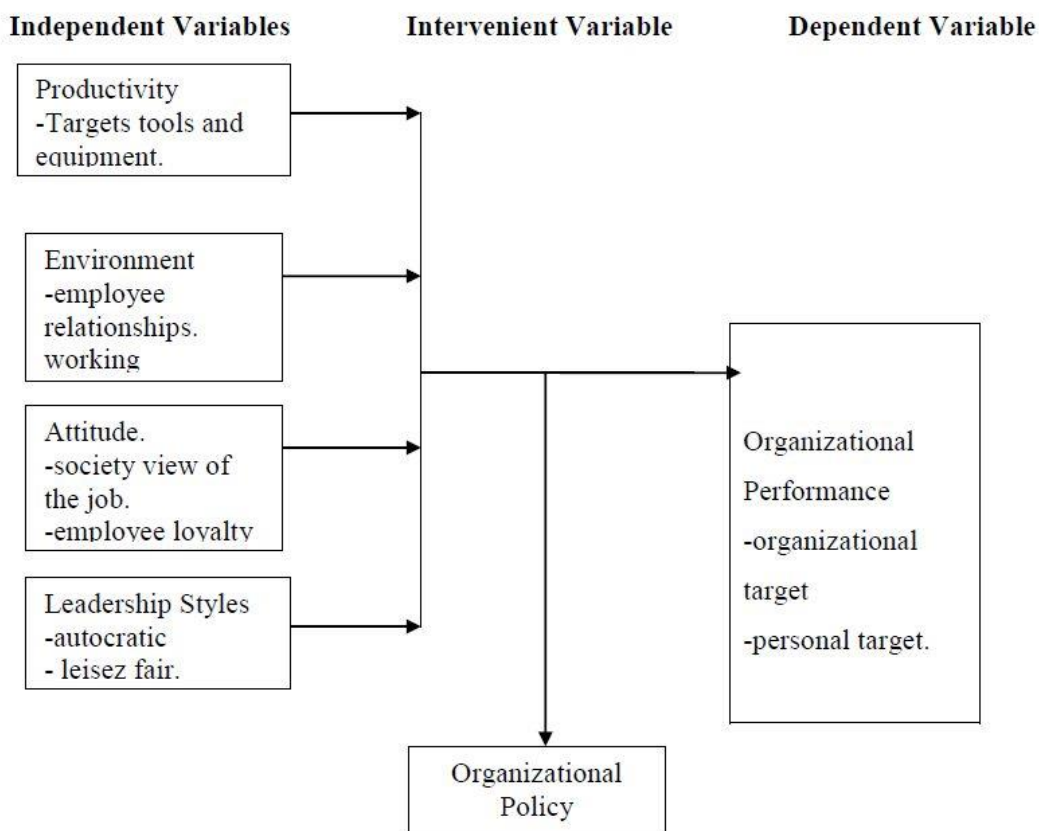 Independent Variables
Intervenient Variable
Dependent Variable
Productivity
-Targets tools and
equipment.
Environment
-employee
relationships.
working
Attitude.
-society view of
the job.
-employee loyalty
Leadership Styles
-autocratic
- leisez fair.
Organizational
Performance
-organizational
target
-personal target.
Organizational
Policy